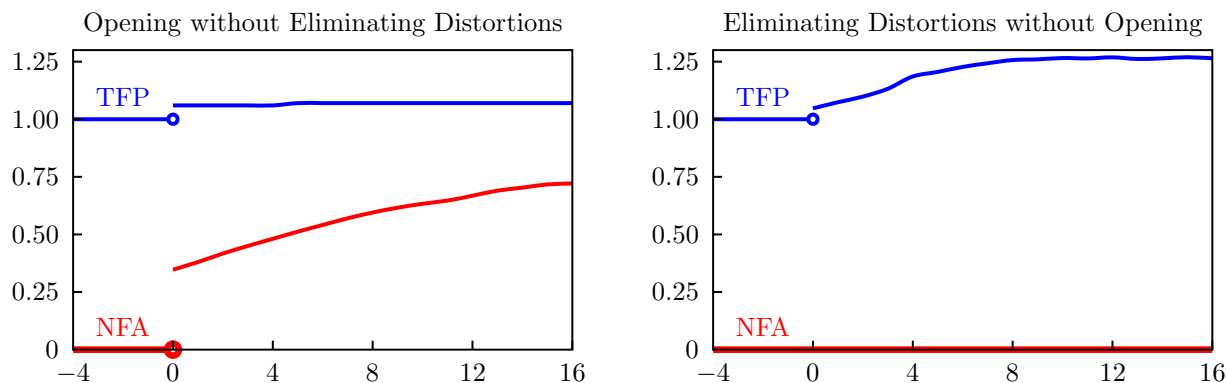 Opening without Eliminating Distortions
1.25
TFP
1.00
0.75
0.50
0.25
NFA
0
−4 0 4 8 12 16
Eliminating Distortions without Opening
1.25
TFP
1.00
0.75
0.50
0.25
NFA
0
−4 0 4 8 12 16